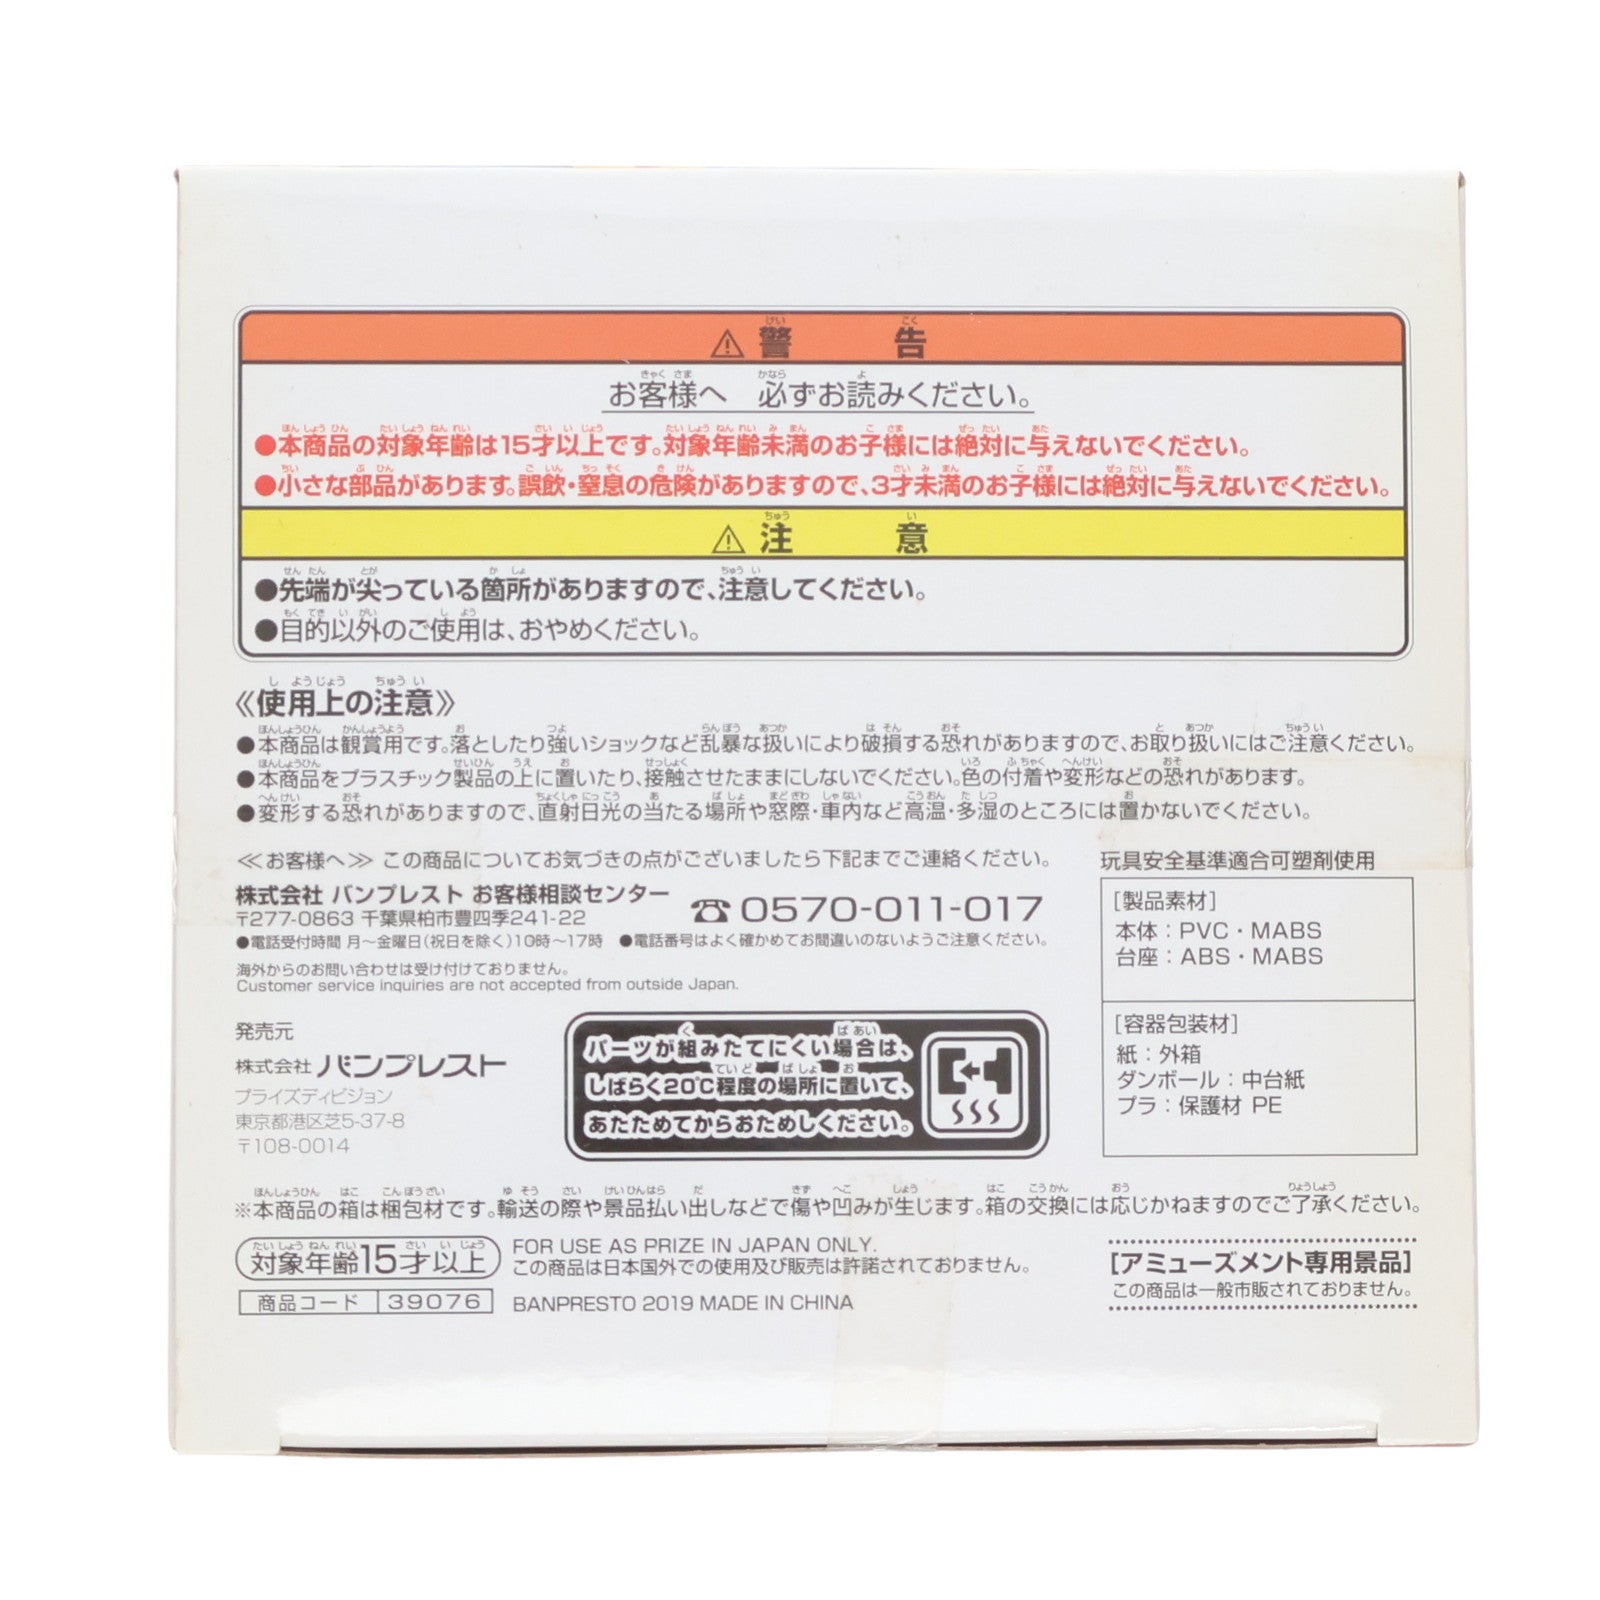 ⚠警告
お客様へ 必ずお読みください。
●本商品の対象年齢は15才以上です。対象年齢未満のお子様には絶対に与えないでください。
●小さな部品があります。誤飲・窒息の危険がありますので、3才未満のお子様には絶対に与えないでください。
⚠注意
●先端が尖っている箇所がありますので、注意してください。
●目的以外のご使用は、おやめください。
《使用上の注意》
●本商品は観賞用です。落としたり強いショックなど乱暴な扱いにより破損する恐れがありますので、お取り扱いにはご注意ください。
●本商品をプラスチック製品の上に置いたり、接触させたままにしないでください。色の付着や変形などの恐れがあります。
●変形する恐れがありますので、直射日光の当たる場所や窓際・車内など高温・多湿のところには置かないでください。
≪お客様へ≫ この商品についてお気づきの点がございましたら下記までご連絡ください。
株式会社 バンプレスト お客様相談センター
〒277-0863 千葉県柏市豊四季241-22
☎0570-011-017
●電話受付時間 月～金曜日(祝日を除く)10時～17時 ●電話番号はよく確かめてお間違いのないようご注意ください。
海外からのお問い合わせは受け付けておりません。
Customer service inquiries are not accepted from outside Japan.
玩具安全基準適合可塑剤使用
[製品素材]
本体：PVC・MABS
台座：ABS・MABS
[容器包装材]
紙：外箱
ダンボール：中台紙
プラ：保護材 PE
発売元
株式会社 バンプレスト
プライズディビジョン
東京都港区芝5-37-8
〒108-0014
パーツが組みたてにくい場合は、
しばらく20℃程度の場所に置いて、
あたためてからおためしください。
※本商品の箱は梱包材です。輸送の際や景品払い出しなどで傷や凹みが生じます。箱の交換には応じかねますのでご了承ください。
対象年齢15才以上
FOR USE AS PRIZE IN JAPAN ONLY.
この商品は日本国外での使用及び販売は許諾されておりません。
商品コード 39076
BANPRESTO 2019 MADE IN CHINA
[アミューズメント専用景品]
この商品は一般市販されておりません。